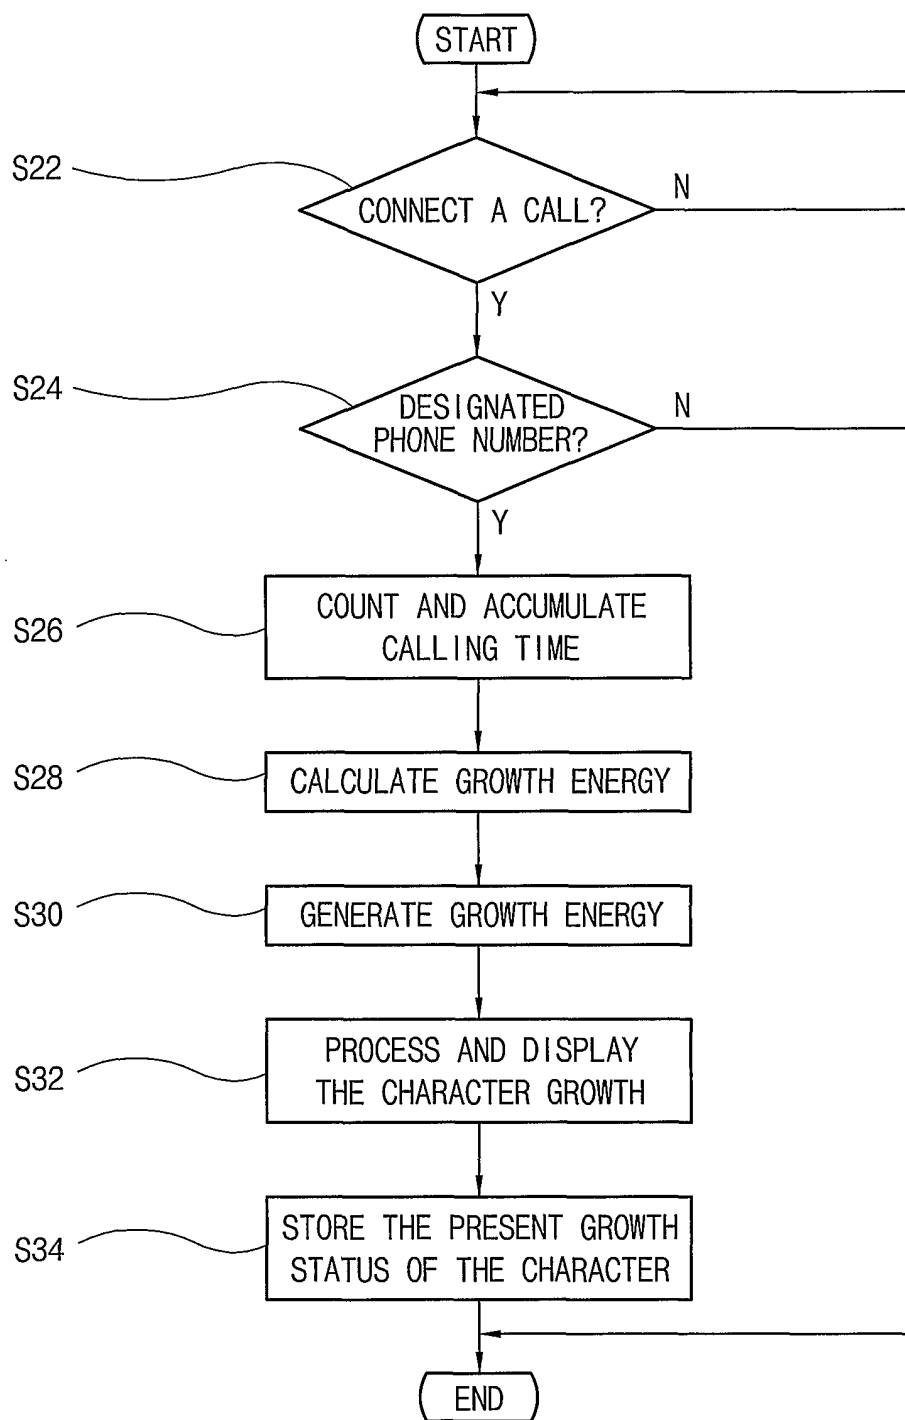 START
S22
CONNECT A CALL?
N
Y
S24
DESIGNATED
PHONE NUMBER?
N
Y
S26
COUNT AND ACCUMULATE
CALLING TIME
S28
CALCULATE GROWTH ENERGY
S30
GENERATE GROWTH ENERGY
S32
PROCESS AND DISPLAY
THE CHARACTER GROWTH
S34
STORE THE PRESENT GROWTH
STATUS OF THE CHARACTER
END